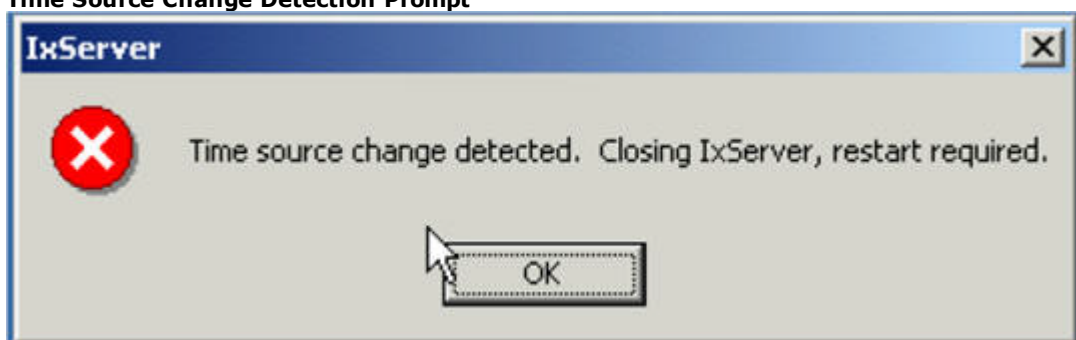 Time Source Change Detection Prompt
IxServer
Time source change detected.  Closing IxServer, restart required.
OK